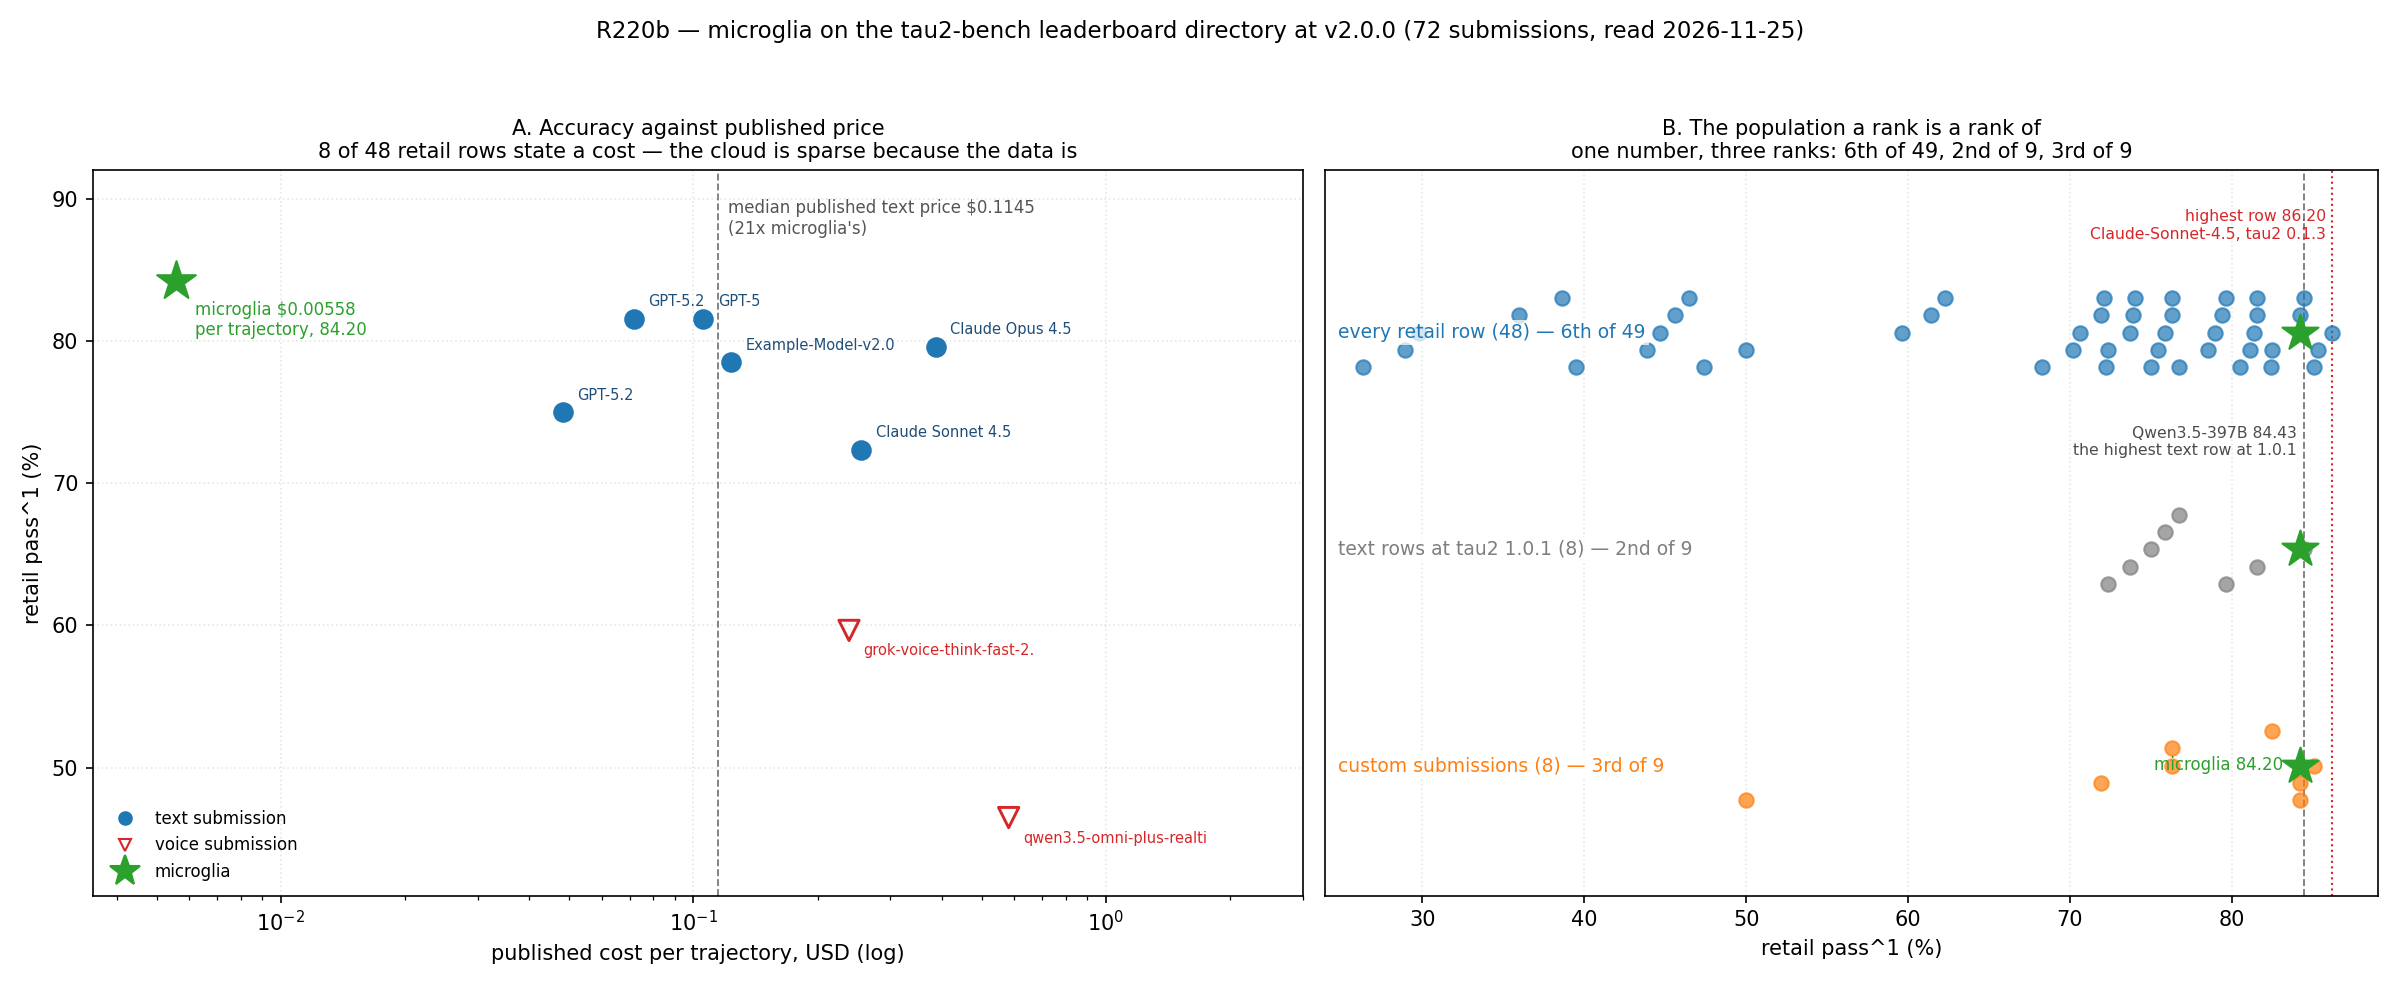 R220b — microglia on the tau2-bench leaderboard directory at v2.0.0 (72 submissions, read 2026-11-25)
A. Accuracy against published price
8 of 48 retail rows state a cost — the cloud is sparse because the data is
90
80
70
60
50
retail pass^1 (%)
median published text price $0.1145
(21x microglia's)
microglia $0.00558
per trajectory, 84.20
GPT-5.2
GPT-5
Example-Model-v2.0
Claude Opus 4.5
GPT-5.2
Claude Sonnet 4.5
grok-voice-think-fast-2.
qwen3.5-omni-plus-realti
text submission
voice submission
microglia
10⁻²
10⁻¹
10⁰
published cost per trajectory, USD (log)
B. The population a rank is a rank of
one number, three ranks: 6th of 49, 2nd of 9, 3rd of 9
highest row 86.20
Claude-Sonnet-4.5, tau2 0.1.3
every retail row (48) — 6th of 49
Qwen3.5-397B 84.43
the highest text row at 1.0.1
text rows at tau2 1.0.1 (8) — 2nd of 9
custom submissions (8) — 3rd of 9
microglia 84.20
30
40
50
60
70
80
retail pass^1 (%)